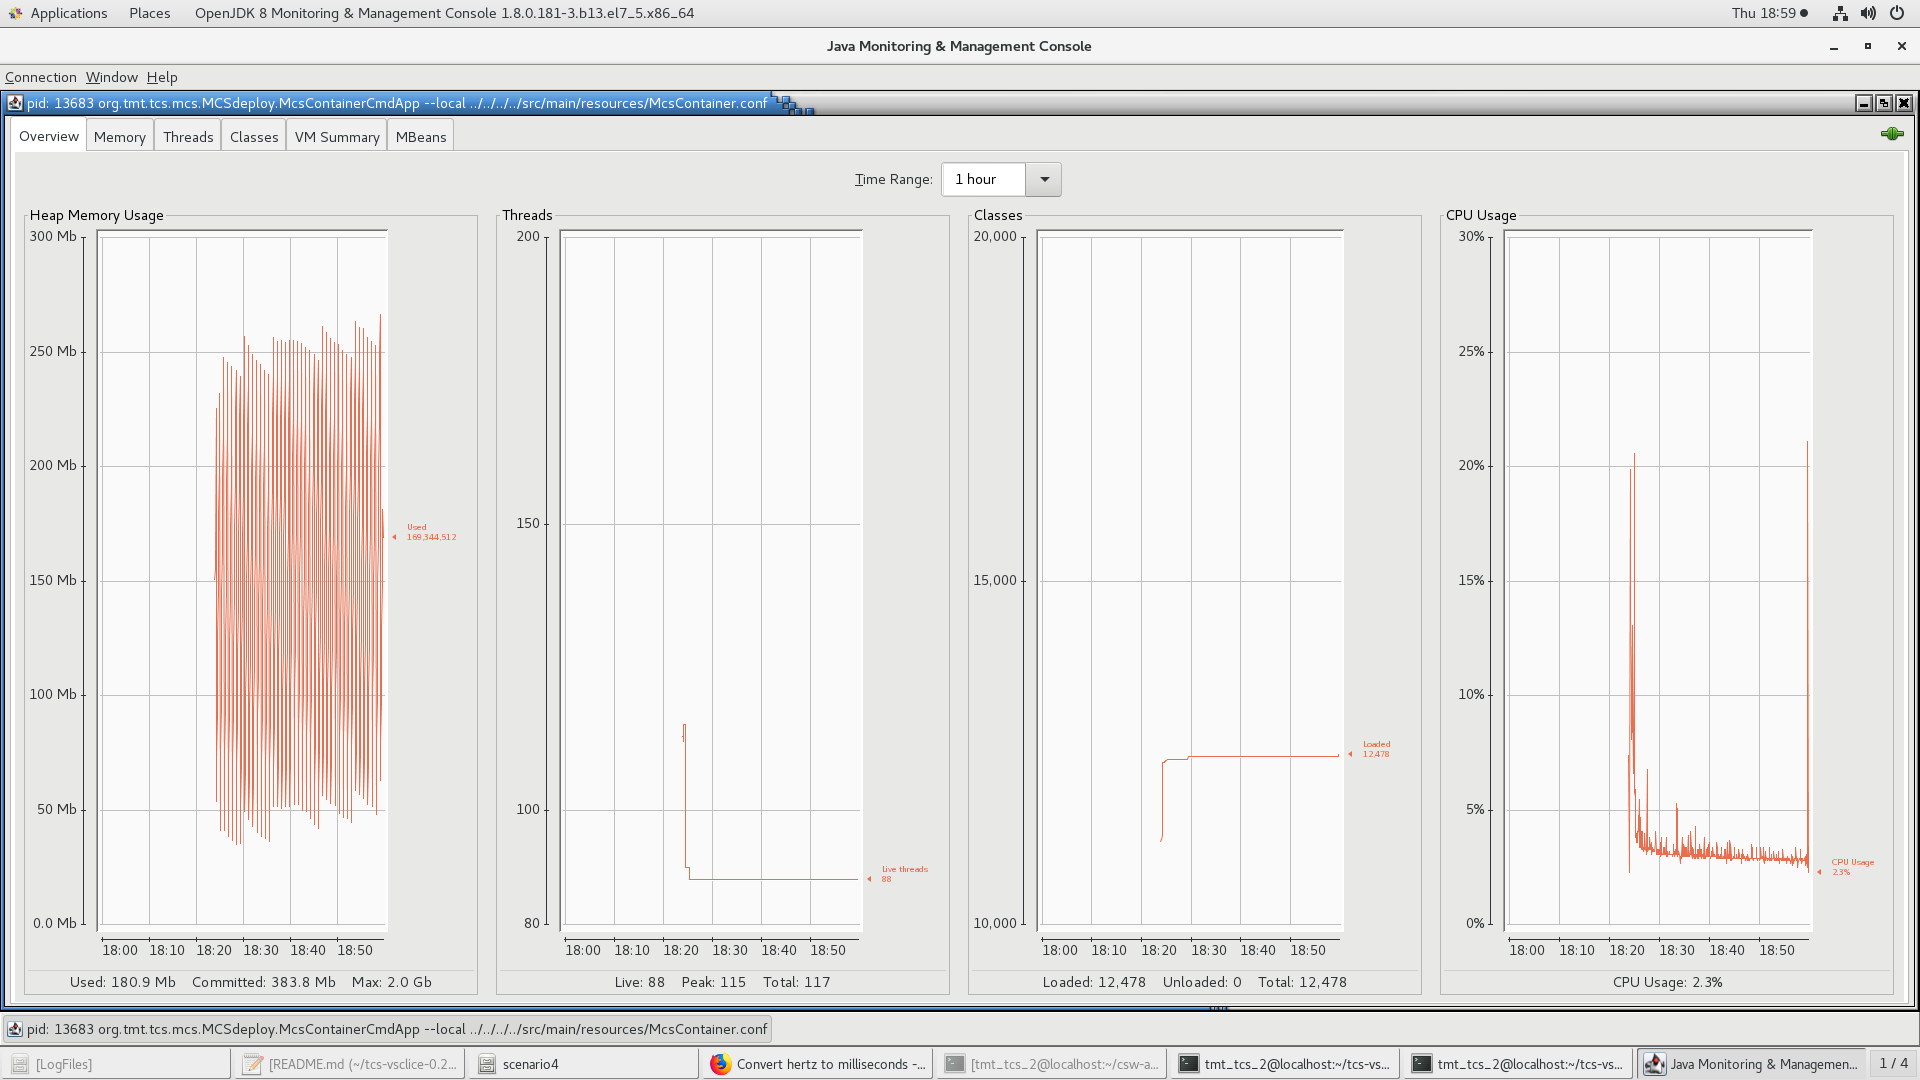 Applications Places OpenJDK 8 Monitoring & Management Console 1.8.0.181-3.b13.el7_5.x86_64 Thu 18:59
Java Monitoring & Management Console
Connection Window Help
pid: 13683 org.tmt.tcs.mcs.MCSdeploy.McsContainerCmdApp --local ../../../../src/main/resources/McsContainer.conf
Overview Memory Threads Classes VM Summary MBeans
Time Range: 1 hour
Heap Memory Usage
300 Mb
250 Mb
200 Mb
150 Mb
100 Mb
50 Mb
0.0 Mb
18:00 18:10 18:20 18:30 18:40 18:50
Used
169,344,512
Used: 180.9 Mb Committed: 383.8 Mb Max: 2.0 Gb
Threads
200
150
100
80
18:00 18:10 18:20 18:30 18:40 18:50
Live threads
88
Live: 88 Peak: 115 Total: 117
Classes
20,000
15,000
10,000
18:00 18:10 18:20 18:30 18:40 18:50
Loaded
12,478
Loaded: 12,478 Unloaded: 0 Total: 12,478
CPU Usage
30%
25%
20%
15%
10%
5%
0%
18:00 18:10 18:20 18:30 18:40 18:50
CPU Usage
2.3%
CPU Usage: 2.3%
pid: 13683 org.tmt.tcs.mcs.MCSdeploy.McsContainerCmdApp --local ../../../../src/main/resources/McsContainer.conf
[LogFiles] [README.md (~/tcs-vsclice-0.2... scenario4 Convert hertz to milliseconds -... [tmt_tcs_2@localhost:~/csw-a... tmt_tcs_2@localhost:~/tcs-vs... tmt_tcs_2@localhost:~/tcs-vs... Java Monitoring & Managemen... 1 / 4